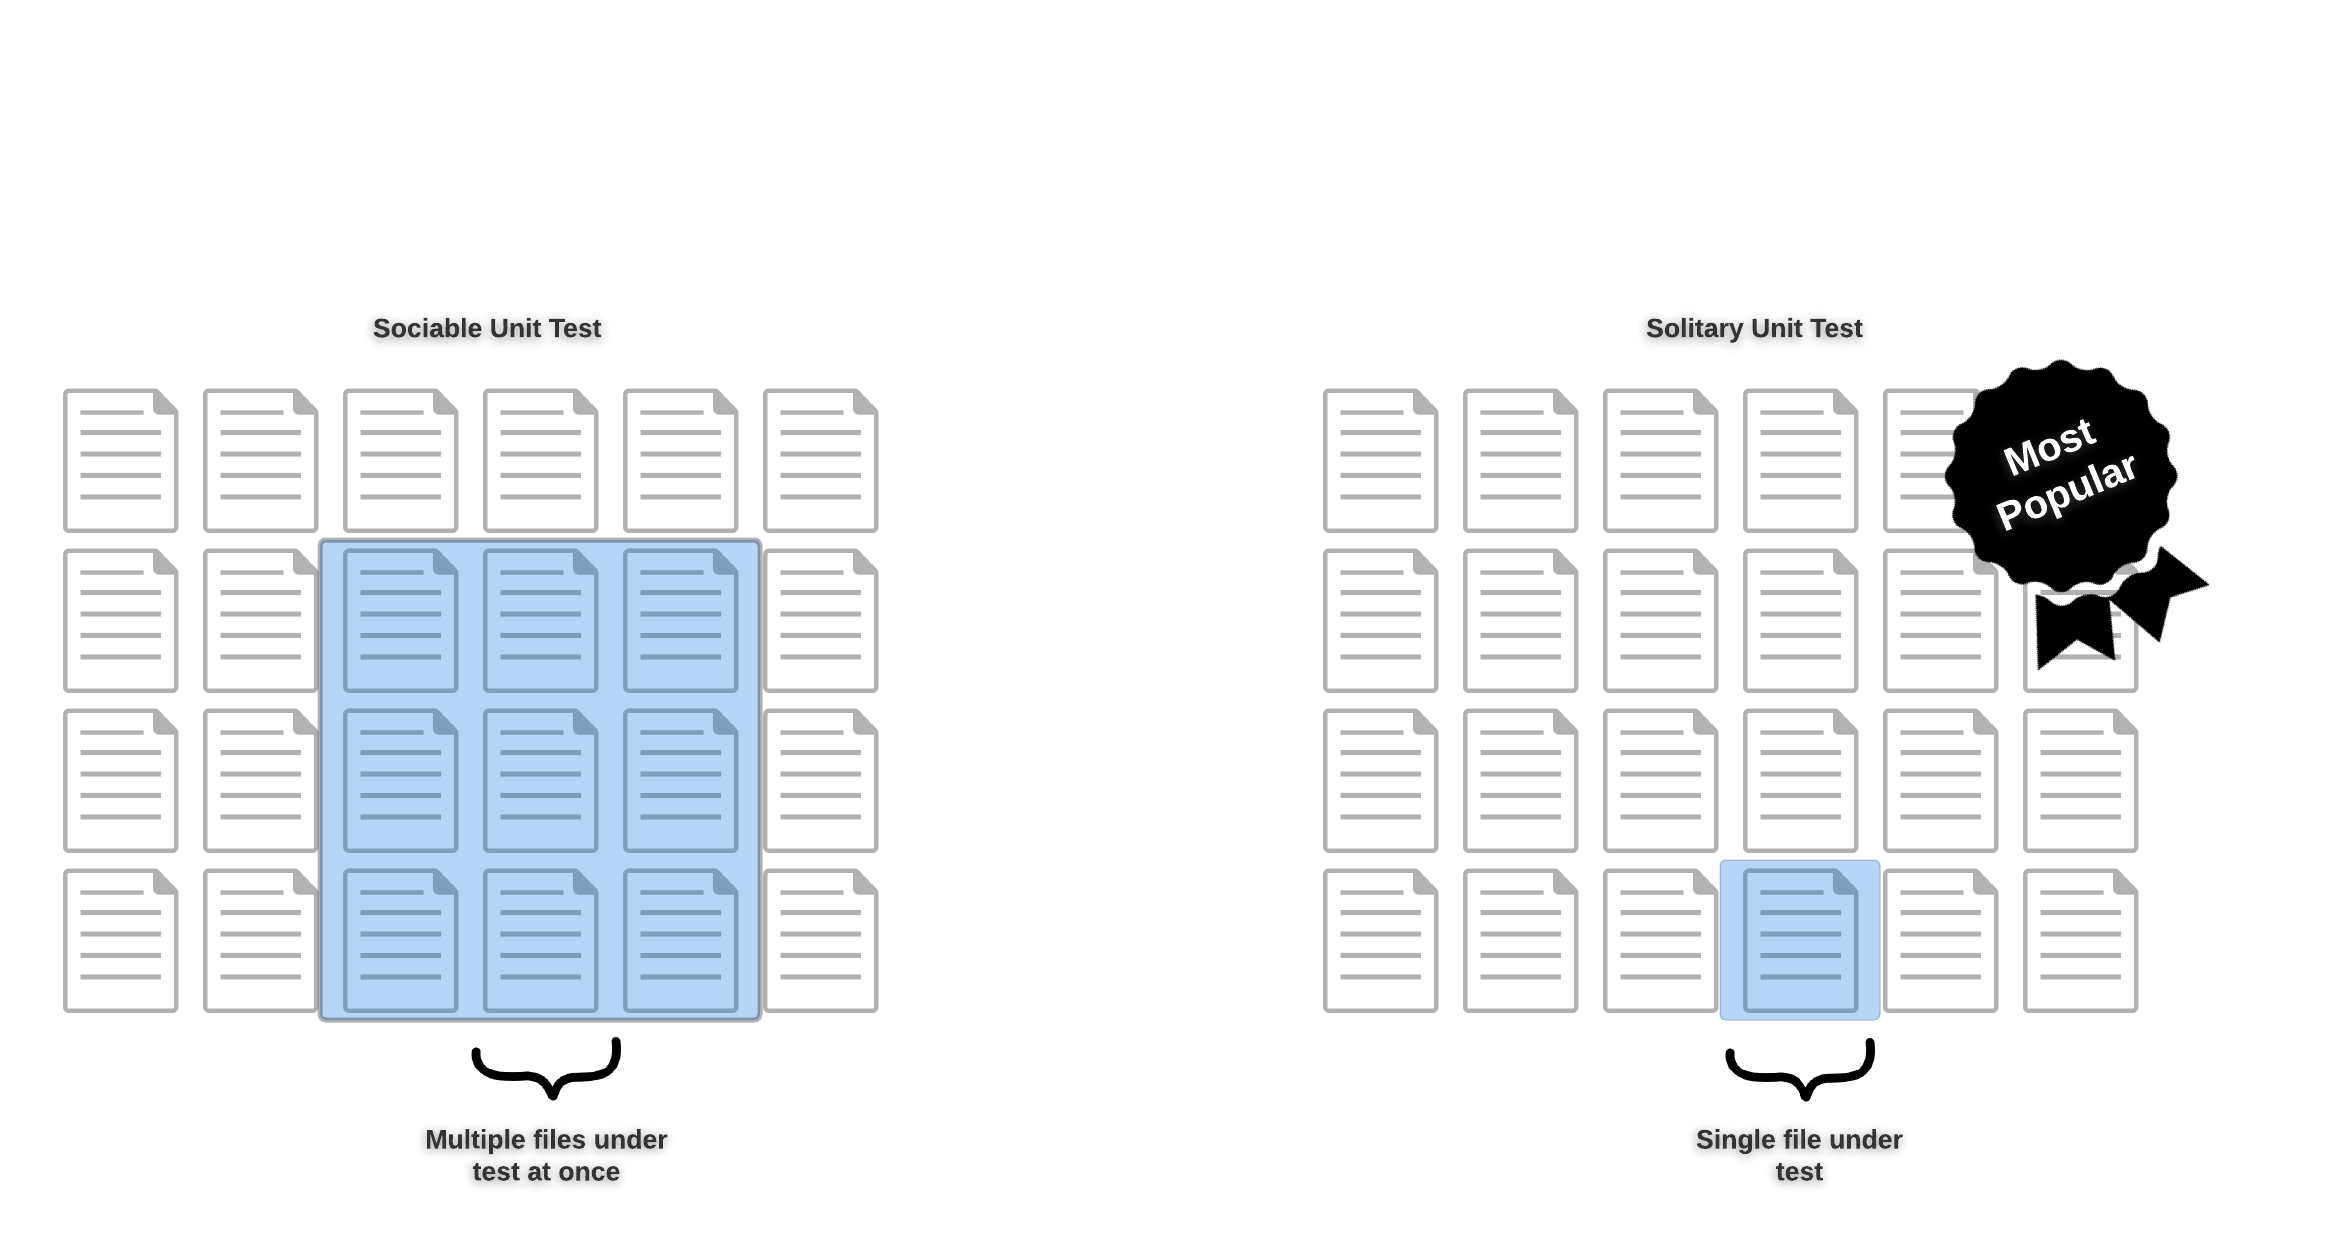 Sociable Unit Test
Solitary Unit Test
Most
Popular
Multiple files under
test at once
Single file under
test